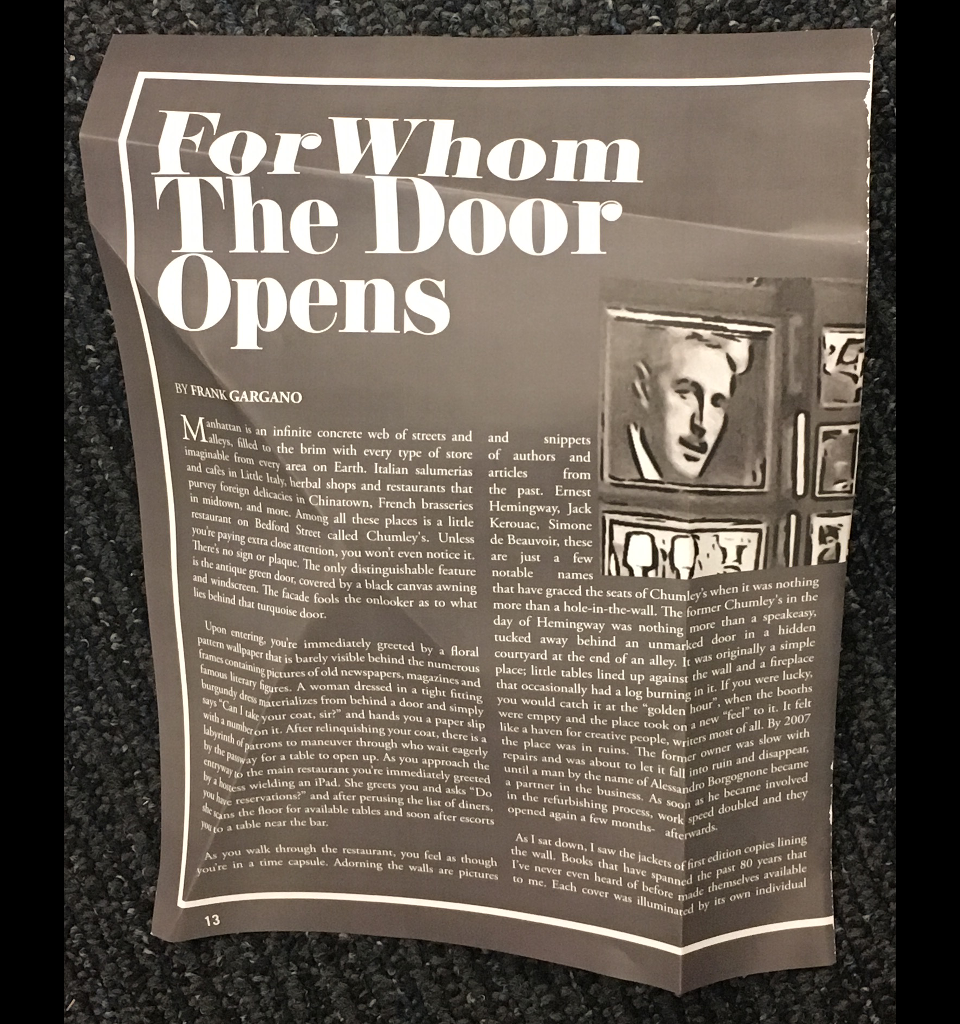 For Whom
The Door
Opens
BY FRANK GARGANO
Manhattan is an infinite concrete web of streets and
alleys, filled to the brim with every type of store
imaginable from every area on Earth. Italian salumerias
and cafes in Little Italy, herbal shops and restaurants that
purvey foreign delicacies in Chinatown, French brasseries
in midtown, and more. Among all these places is a little
restaurant on Bedford Street called Chumley's. Unless
you're paying extra close attention, you won't even notice it.
There's no sign or plaque. The only distinguishable feature
is the antique green door, covered by a black canvas awning
and windscreen. The facade fools the onlooker as to what
lies behind that turquoise door.
Upon entering, you're immediately greeted by a floral
pattern wallpaper that is barely visible behind the numerous
frames containing pictures of old newspapers, magazines and
famous literary figures. A woman dressed in a tight fitting
burgundy dress materializes from behind a door and simply
says "Can I take your coat, sir?" and hands you a paper slip
with a number on it. After relinquishing your coat, there is a
labyrinth of patrons to maneuver through who wait eagerly
by the passway for a table to open up. As you approach the
entryway to the main restaurant you're immediately greeted
by a hostess wielding an iPad. She greets you and asks "Do
you have reservations?" and after perusing the list of diners,
she scans the floor for available tables and soon after escorts
you to a table near the bar.
As you walk through the restaurant, you feel as though
you're in a time capsule. Adorning the walls are pictures
and snippets
of authors and
articles from
the past. Ernest
Hemingway, Jack
Kerouac, Simone
de Beauvoir, these
are just a few
notable names
that have graced the seats of Chumley's when it was nothing
more than a hole-in-the-wall. The former Chumley's in the
day of Hemingway was nothing more than a speakeasy,
tucked away behind an unmarked door in a hidden
courtyard at the end of an alley. It was originally a simple
place; little tables lined up against the wall and a fireplace
that occasionally had a log burning in it. If you were lucky,
you would catch it at the "golden hour", when the booths
were empty and the place took on a new "feel" to it. It felt
like a haven for creative people, writers most of all. By 2007
the place was in ruins. The former owner was slow with
repairs and was about to let it fall into ruin and disappear,
until a man by the name of Alessandro Borgognone became
a partner in the business. As soon as he became involved
in the refurbishing process, work speed doubled and they
opened again a few months- afterwards.
As I sat down, I saw the jackets of first edition copies lining
the wall. Books that have spanned the past 80 years that
I've never even heard of before made themselves available
to me. Each cover was illuminated by its own individual
13